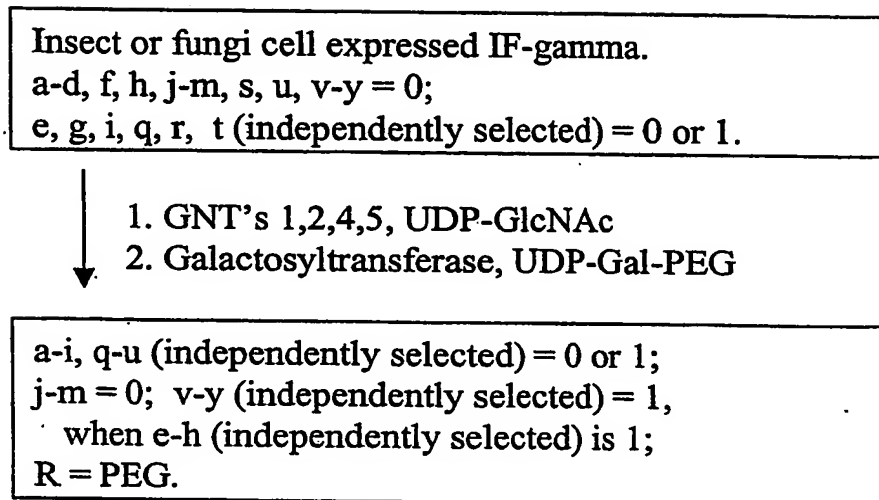 Insect or fungi cell expressed IF-gamma.
a-d, f, h, j-m, s, u, v-y = 0;
e, g, i, q, r, t (independently selected) = 0 or 1.
1. GNT's 1,2,4,5, UDP-GlcNAc
2. Galactosyltransferase, UDP-Gal-PEG
a-i, q-u (independently selected) = 0 or 1;
j-m = 0; v-y (independently selected) = 1,
when e-h (independently selected) is 1;
R = PEG.